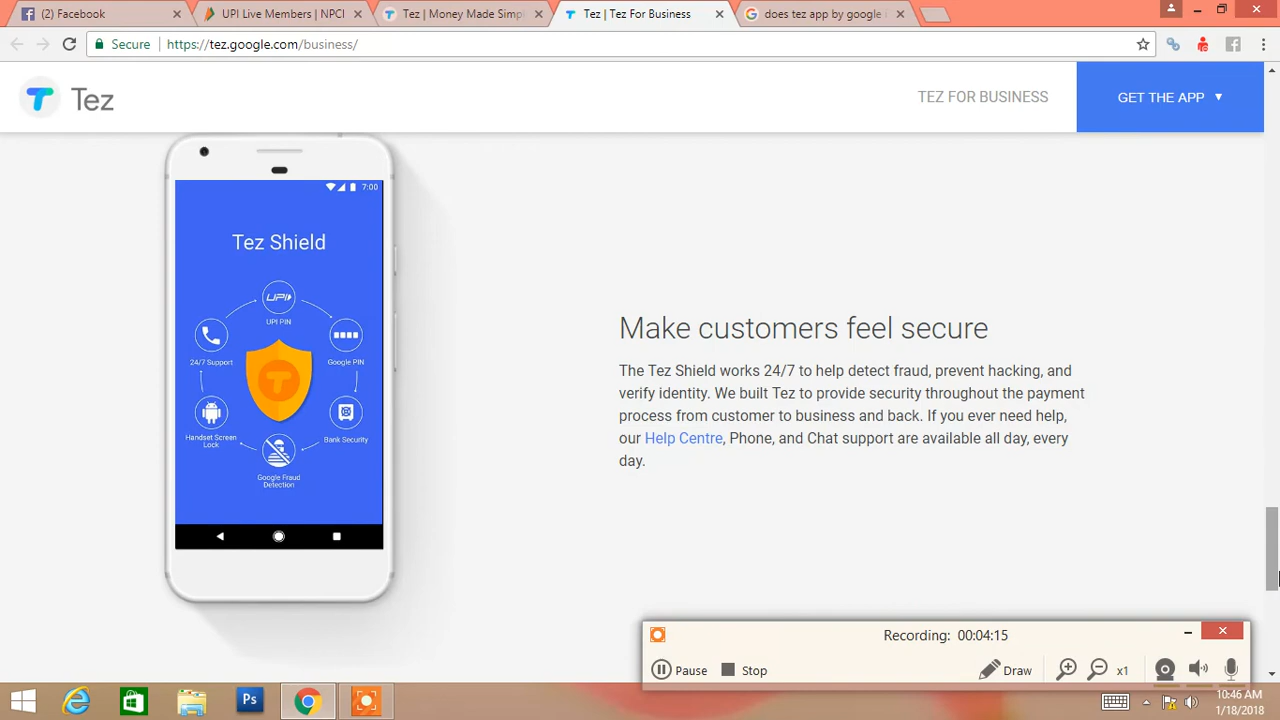 (2) Facebook
UPI Live Members | NPCI
Tez | Money Made Simpl
Tez | Tez For Business
does tez app by google i
Secure
https://tez.google.com/business/
Tez
TEZ FOR BUSINESS
GET THE APP
7:00
Tez Shield
UPI
UPI PIN
24/7 Support
Google PIN
Handset Screen
Lock
Bank Security
Google Fraud
Detection
Make customers feel secure
The Tez Shield works 24/7 to help detect fraud, prevent hacking, and
verify identity. We built Tez to provide security throughout the payment
process from customer to business and back. If you ever need help,
our Help Centre, Phone, and Chat support are available all day, every
day.
Recording: 00:04:15
Pause
Stop
Draw
x1
Ps
10:46 AM
1/18/2018